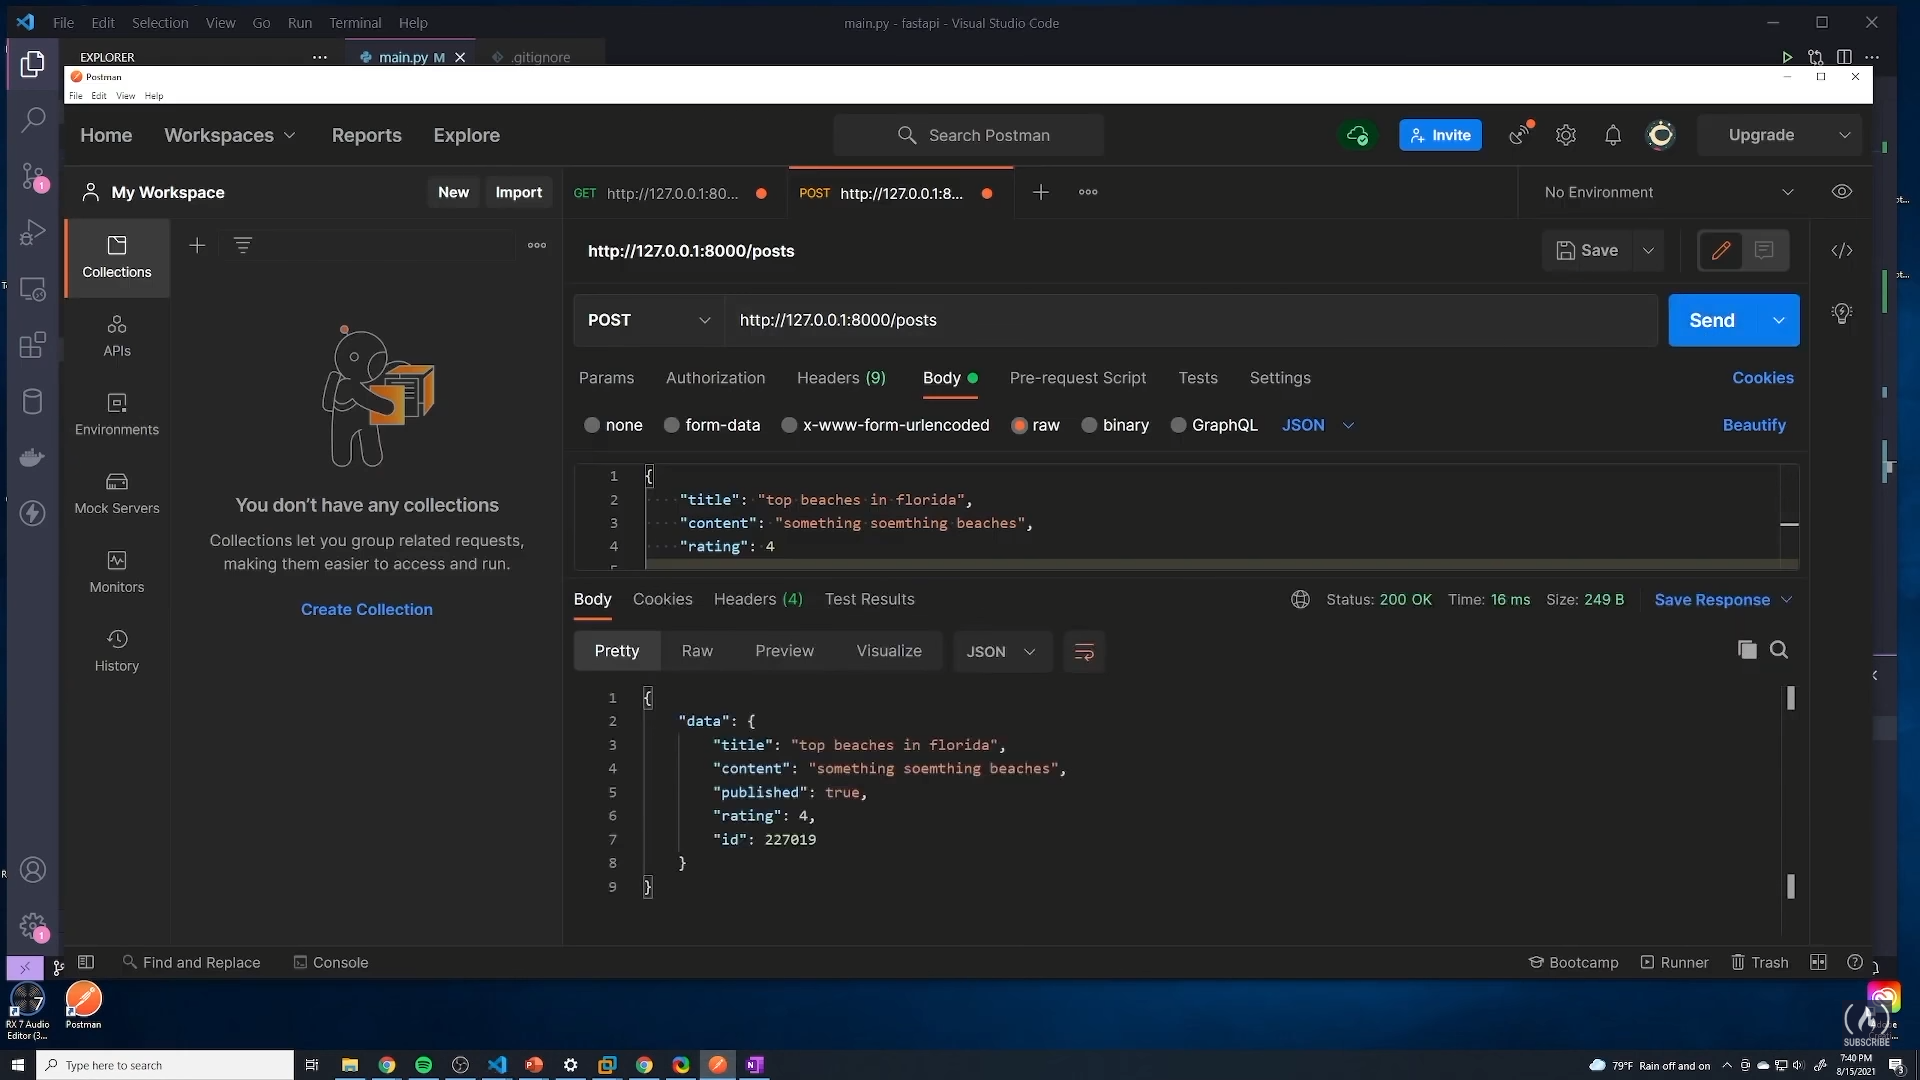 File Edit Selection View Go Run Terminal Help
main.py - fastapi - Visual Studio Code
EXPLORER
main.py M
.gitignore
Postman
File Edit View Help
Home Workspaces Reports Explore
Search Postman
Invite
Upgrade
My Workspace
New Import
GET http://127.0.0.1:80...
POST http://127.0.0.1:8...
No Environment
Collections
APIs
Environments
Mock Servers
Monitors
History
You don't have any collections
Collections let you group related requests,
making them easier to access and run.
Create Collection
http://127.0.0.1:8000/posts
Save
POST http://127.0.0.1:8000/posts
Send
Params Authorization Headers (9) Body Pre-request Script Tests Settings
Cookies
none form-data x-www-form-urlencoded raw binary GraphQL JSON
Beautify
1 {
2 "title": "top beaches in florida",
3 "content": "something soemthing beaches",
4 "rating": 4
Body Cookies Headers (4) Test Results
Status: 200 OK Time: 16 ms Size: 249 B
Save Response
Pretty Raw Preview Visualize JSON
1 {
2 "data": {
3 "title": "top beaches in florida",
4 "content": "something soemthing beaches",
5 "published": true,
6 "rating": 4,
7 "id": 227019
8 }
9 }
Find and Replace Console
Bootcamp Runner Trash
RX 7 Audio
Editor (3...
Postman
SUBSCRIBE
Type here to search
79°F Rain off and on
7:40 PM
8/15/2021